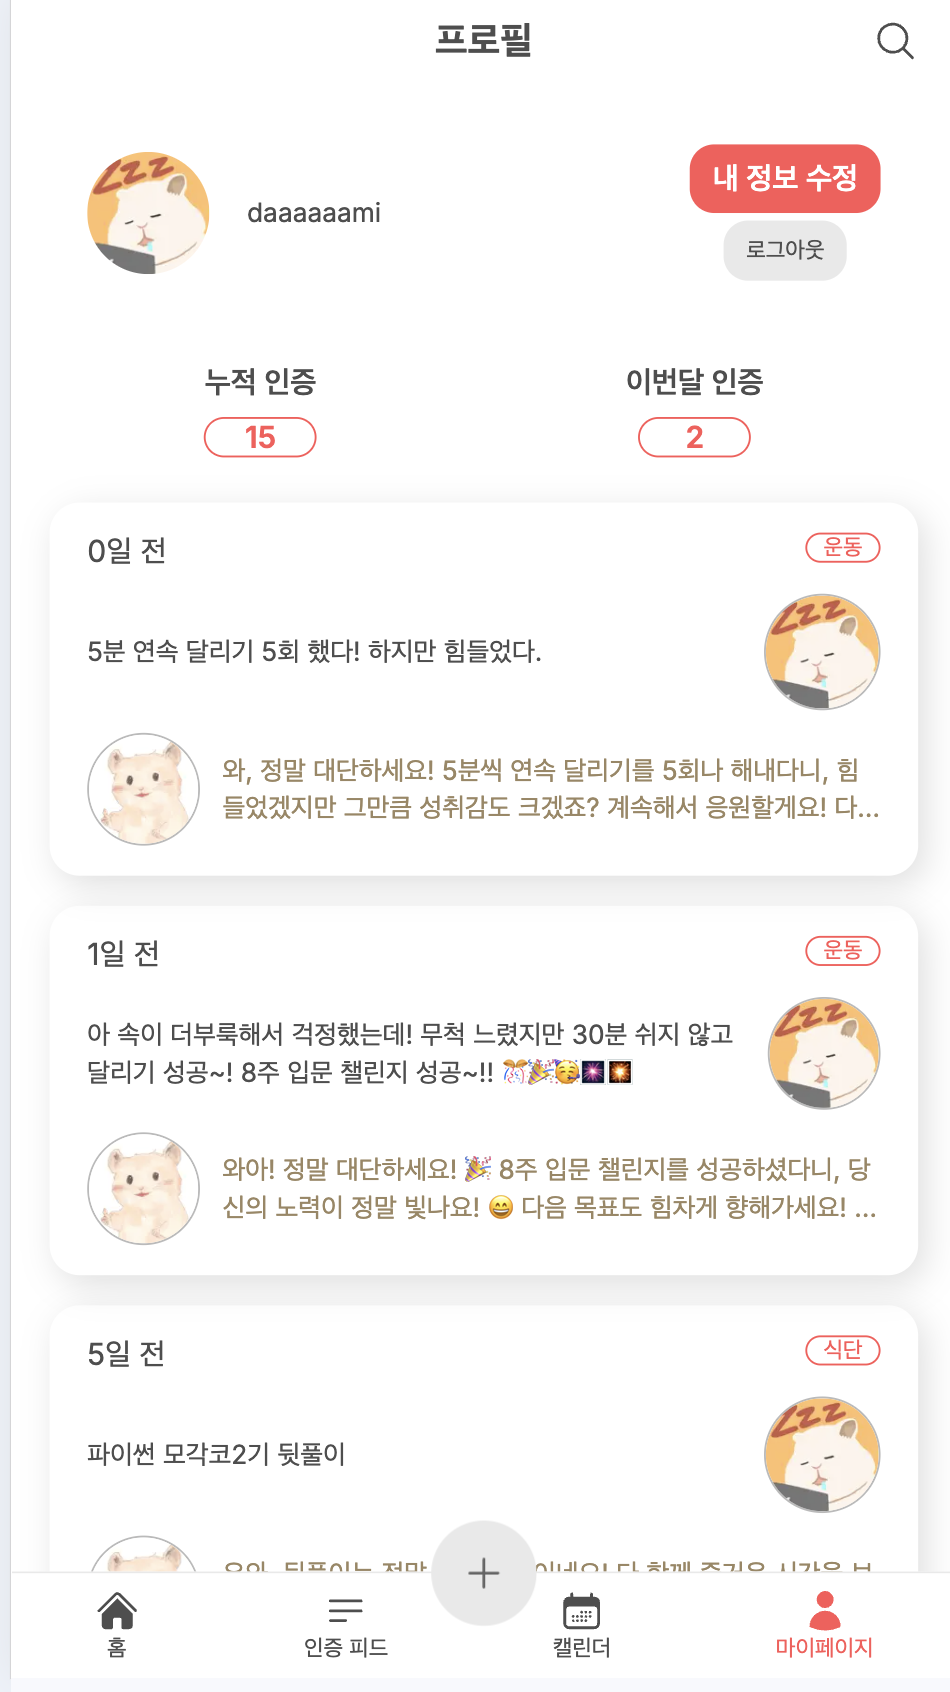 프로필
daaaaaami
내 정보 수정
로그아웃
누적 인증
이번달 인증
15
2
0일 전
운동
zzz
5분 연속 달리기 5회 했다! 하지만 힘들었다.
zzz
와, 정말 대단하세요! 5분씩 연속 달리기를 5회나 해내다니, 힘
들었겠지만 그만큼 성취감도 크겠죠? 계속해서 응원할게요! 다...
1일 전
운동
아 속이 더부룩해서 걱정했는데! 무척 느렸지만 30분 쉬지 않고
달리기 성공~! 8주 입문 챌린지 성공~!! 🎊🎉🥳🎆🎇
zzz
와아! 정말 대단하세요! 🎉 8주 입문 챌린지를 성공하셨다니, 당
신의 노력이 정말 빛나요! 😄 다음 목표도 힘차게 향해가세요! ...
5일 전
식단
파이썬 모각코2기 뒷풀이
zzz
홈
인증 피드
캘린더
마이페이지